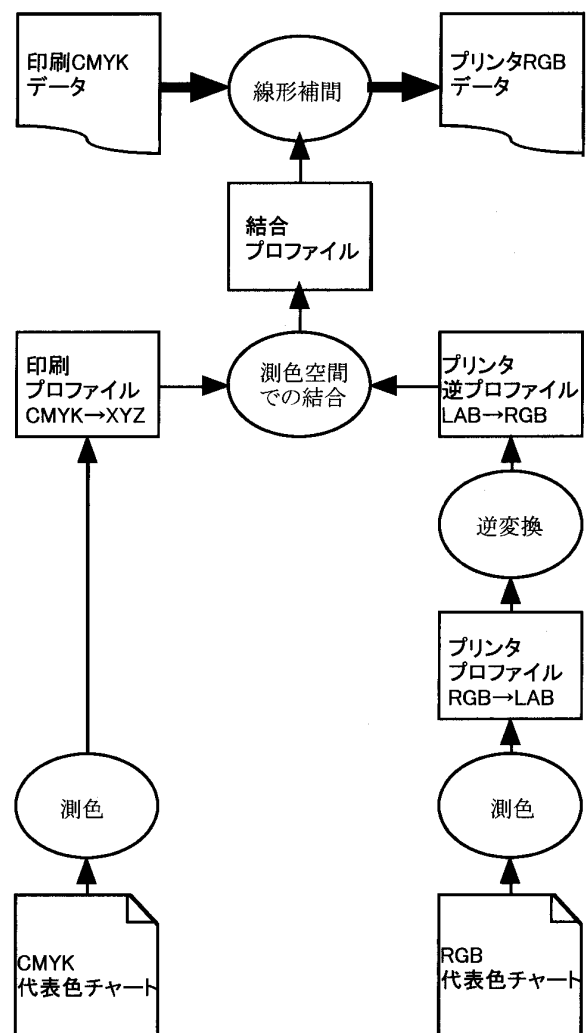 印刷CMYK
データ
線形補間
プリンタRGB
データ
結合
プロファイル
印刷
プロファイル
CMYK→XYZ
測色空間
での結合
プリンタ
逆プロファイル
LAB→RGB
逆変換
プリンタ
プロファイル
RGB→LAB
測色
測色
CMYK
代表色チャート
RGB
代表色チャート